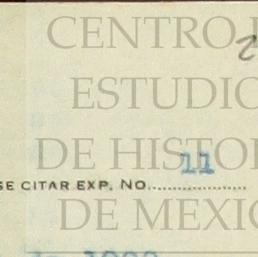 CENTRO
ESTUDIO
DE HISTO
SE CITAR EXP. NO. 11
DE MEXIC